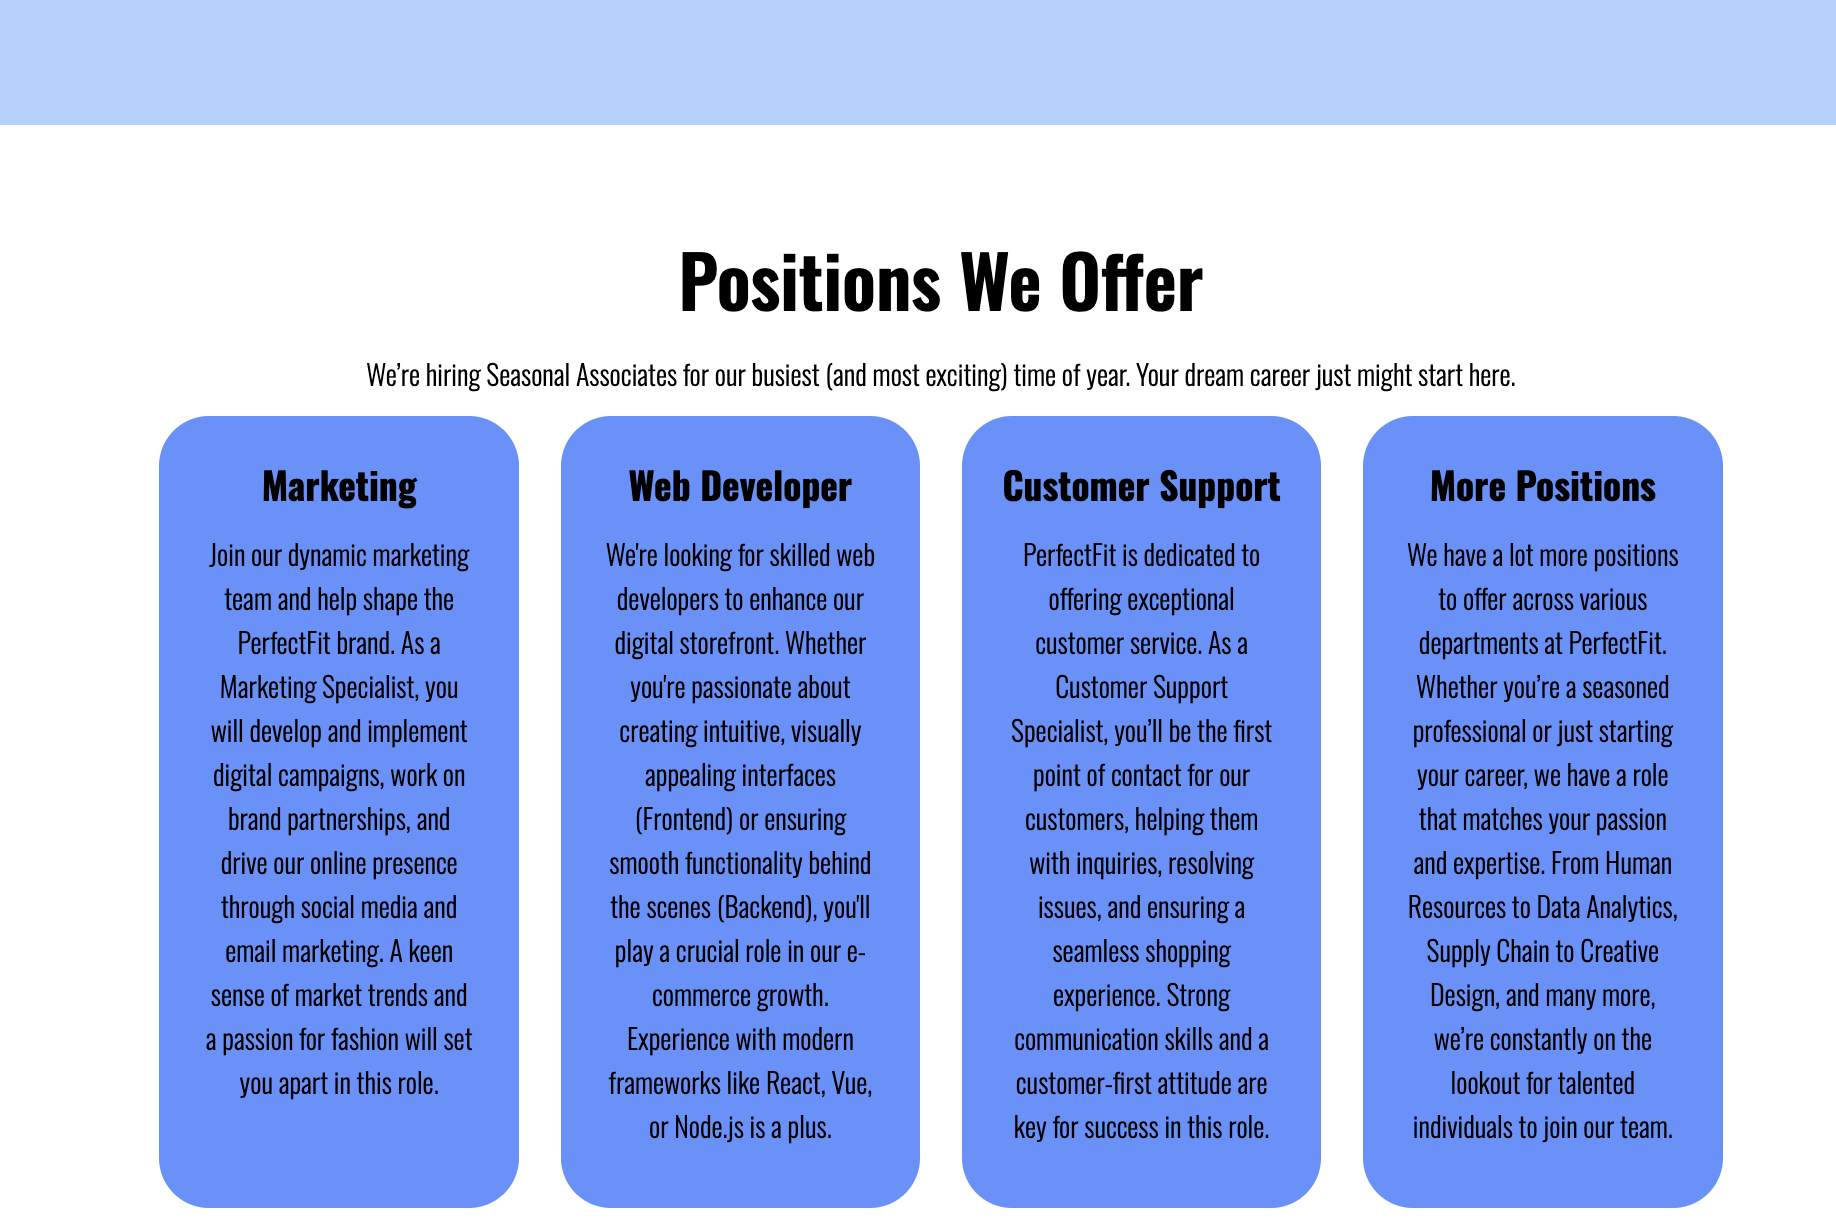 Positions We Offer
We’re hiring Seasonal Associates for our busiest (and most exciting) time of year. Your dream career just might start here.
Marketing
Join our dynamic marketing
team and help shape the
PerfectFit brand. As a
Marketing Specialist, you
will develop and implement
digital campaigns, work on
brand partnerships, and
drive our online presence
through social media and
email marketing. A keen
sense of market trends and
a passion for fashion will set
you apart in this role.
Web Developer
We're looking for skilled web
developers to enhance our
digital storefront. Whether
you're passionate about
creating intuitive, visually
appealing interfaces
(Frontend) or ensuring
smooth functionality behind
the scenes (Backend), you'll
play a crucial role in our e-
commerce growth.
Experience with modern
frameworks like React, Vue,
or Node.js is a plus.
Customer Support
PerfectFit is dedicated to
offering exceptional
customer service. As a
Customer Support
Specialist, you’ll be the first
point of contact for our
customers, helping them
with inquiries, resolving
issues, and ensuring a
seamless shopping
experience. Strong
communication skills and a
customer-first attitude are
key for success in this role.
More Positions
We have a lot more positions
to offer across various
departments at PerfectFit.
Whether you’re a seasoned
professional or just starting
your career, we have a role
that matches your passion
and expertise. From Human
Resources to Data Analytics,
Supply Chain to Creative
Design, and many more,
we’re constantly on the
lookout for talented
individuals to join our team.